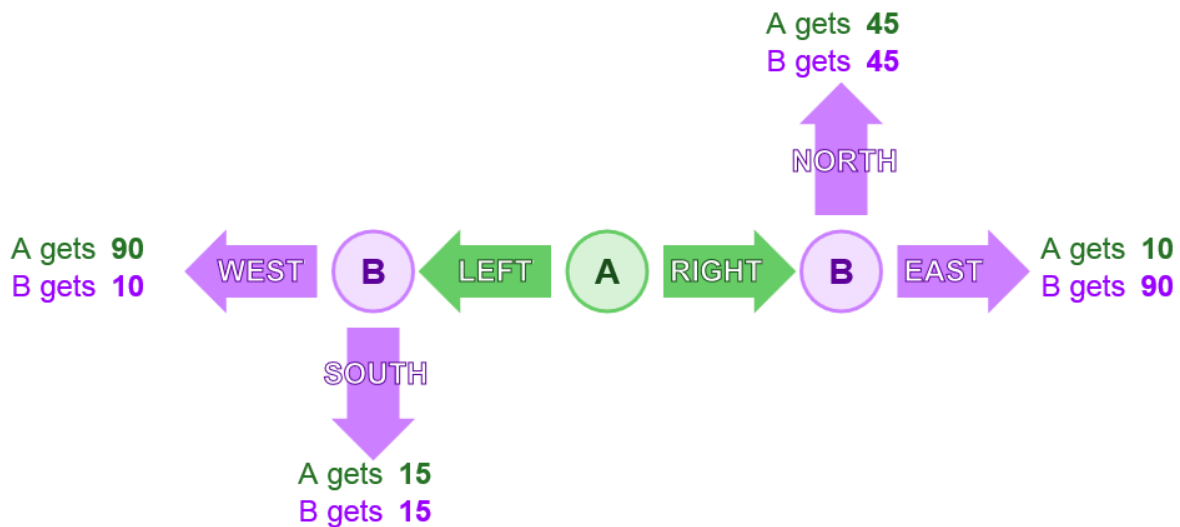 A gets 45
B gets 45
NORTH
A gets 90
B gets 10
WEST
B
LEFT
A
RIGHT
B
EAST
A gets 10
B gets 90
SOUTH
A gets 15
B gets 15